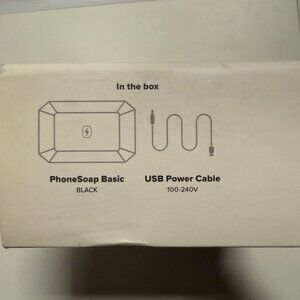 In the box
PhoneSoap Basic
BLACK
USB Power Cable
100-240V